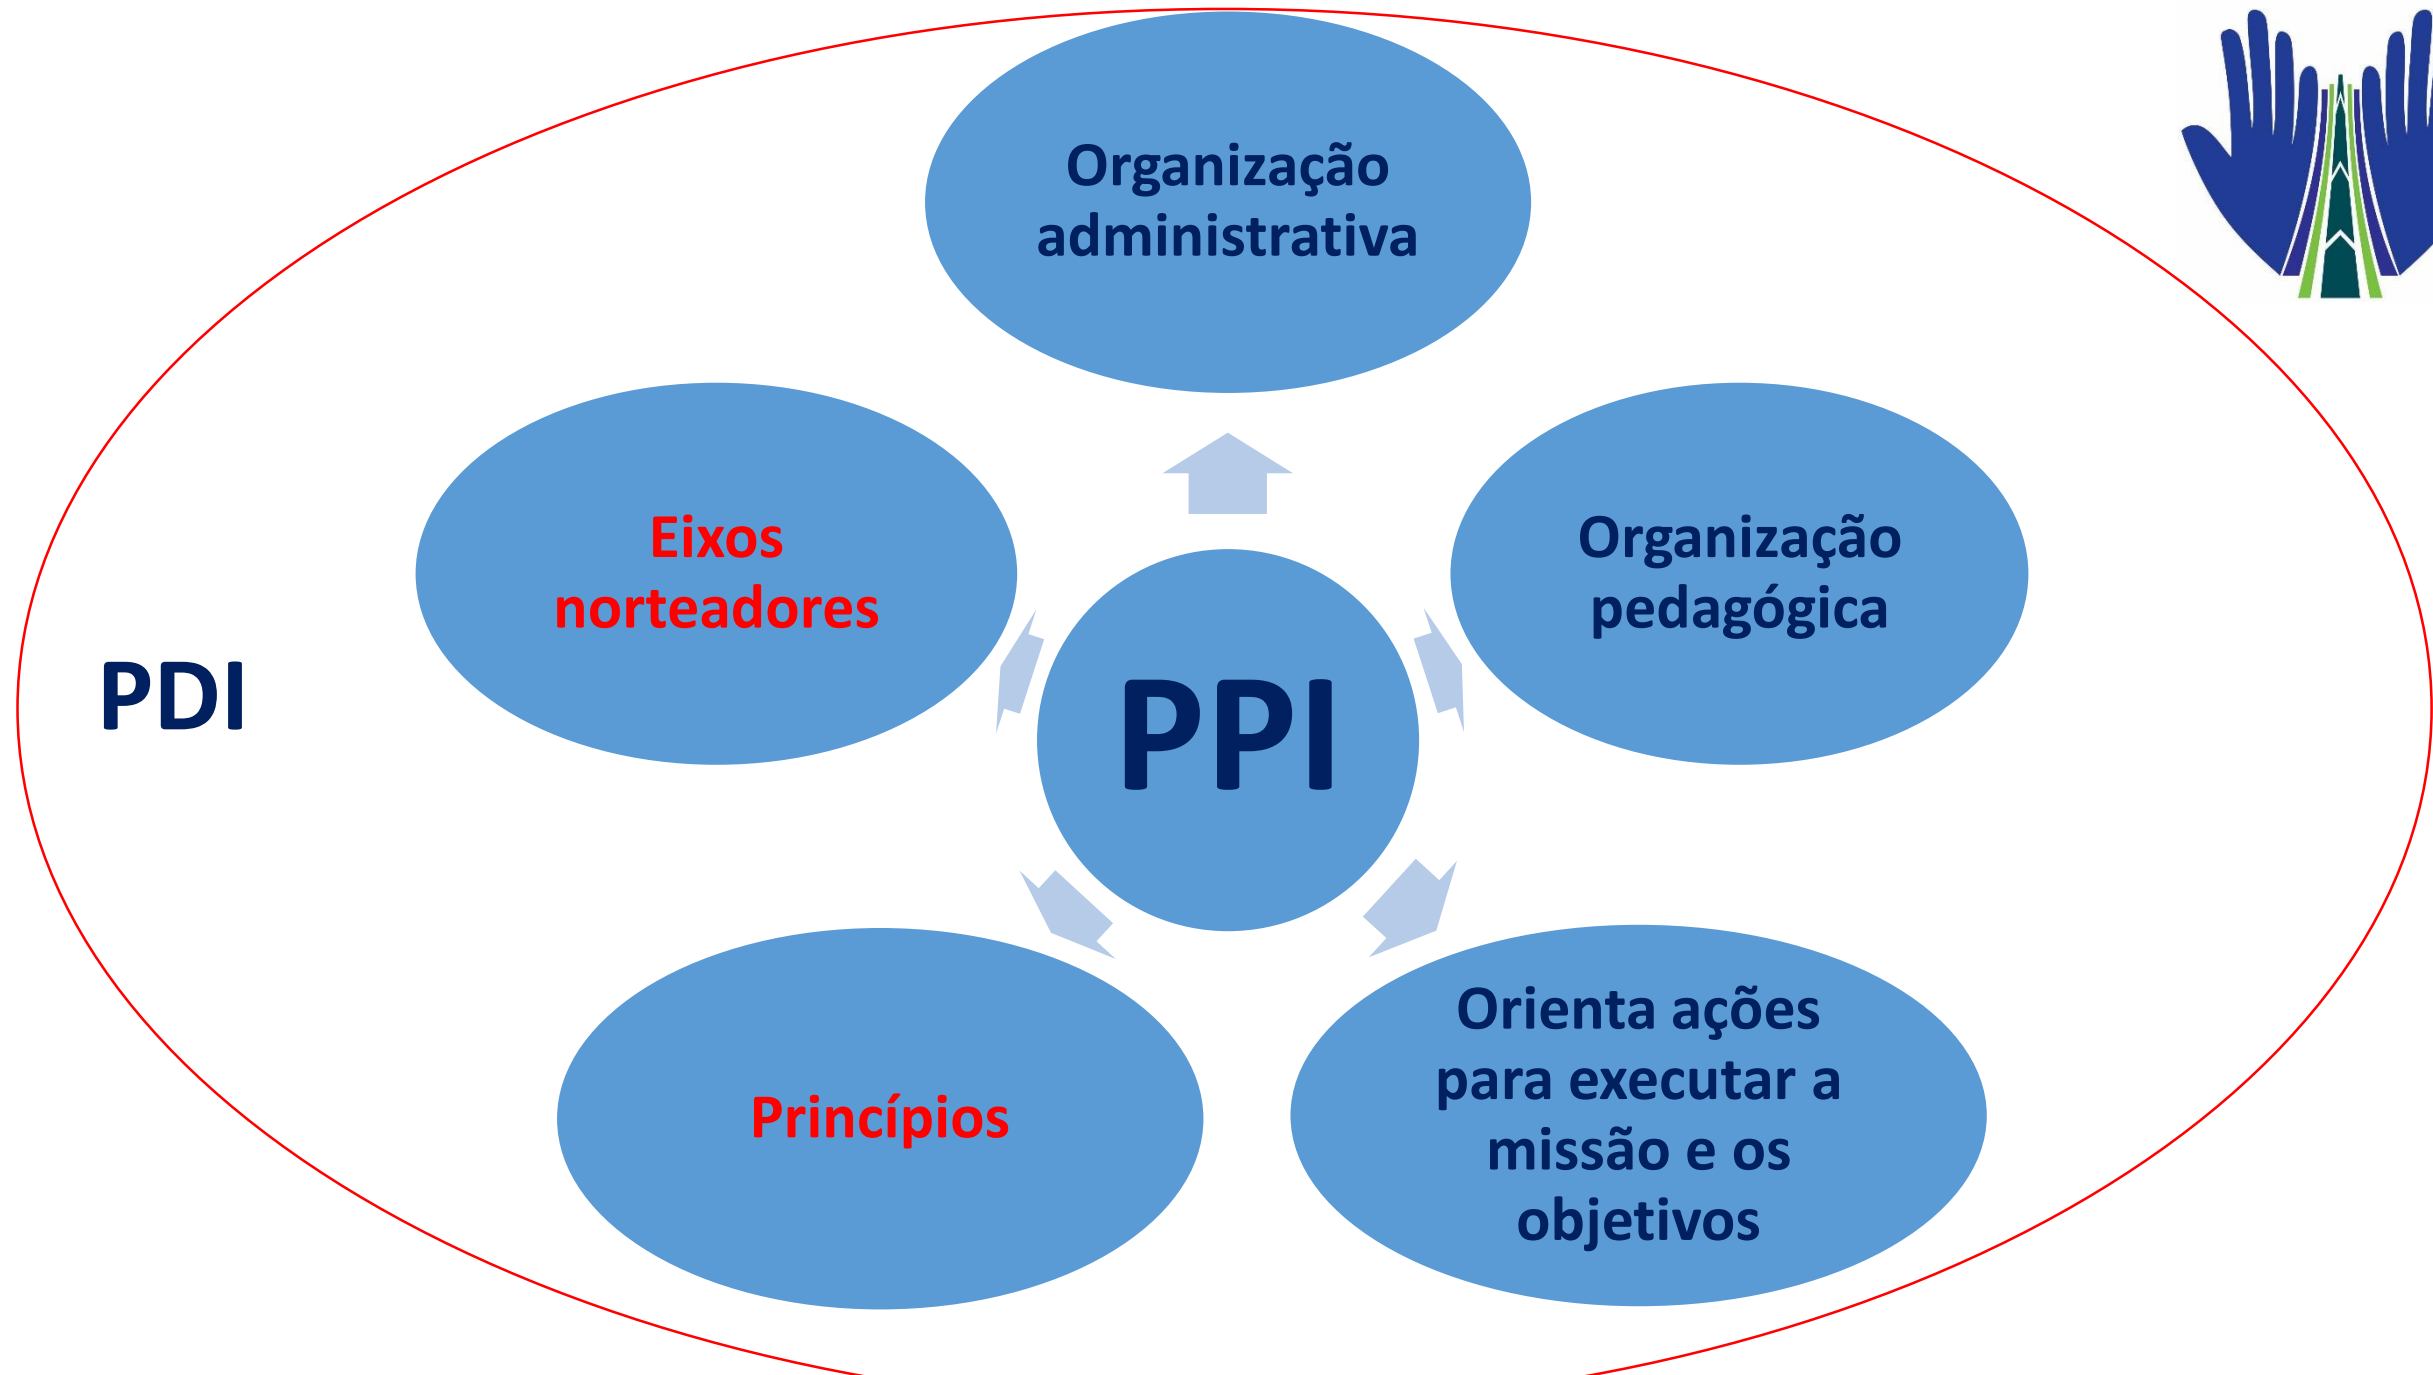 Organização
administrativa
Eixos
norteadores
Organização
pedagógica
PDI
PPI
Orienta ações
para executar a
missão e os
objetivos
Princípios